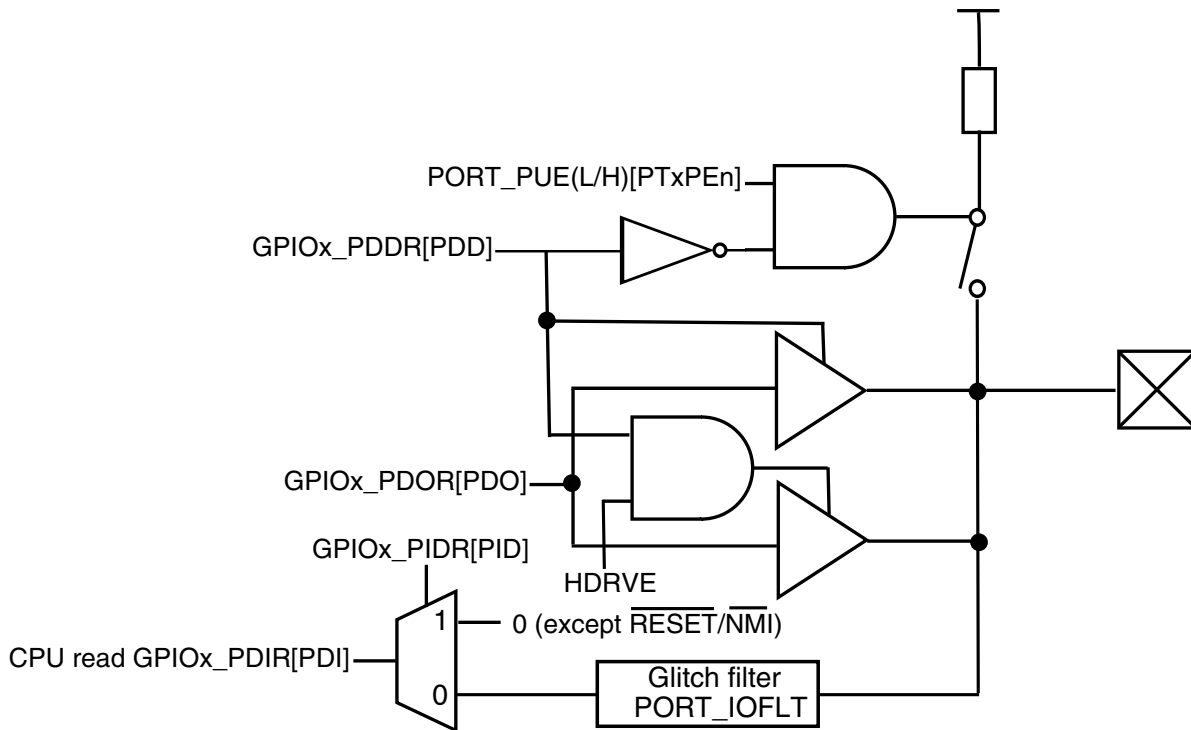 PORT_PUE(L/H)[PTxPEn]
GPIOx_PDDR[PDD]
GPIOx_PDOR[PDO]
GPIOx_PIDR[PID]
HDRVE
1
0 (except RESET/NMI)
CPU read GPIOx_PDIR[PDI]
0
Glitch filter
PORT_IOFLT